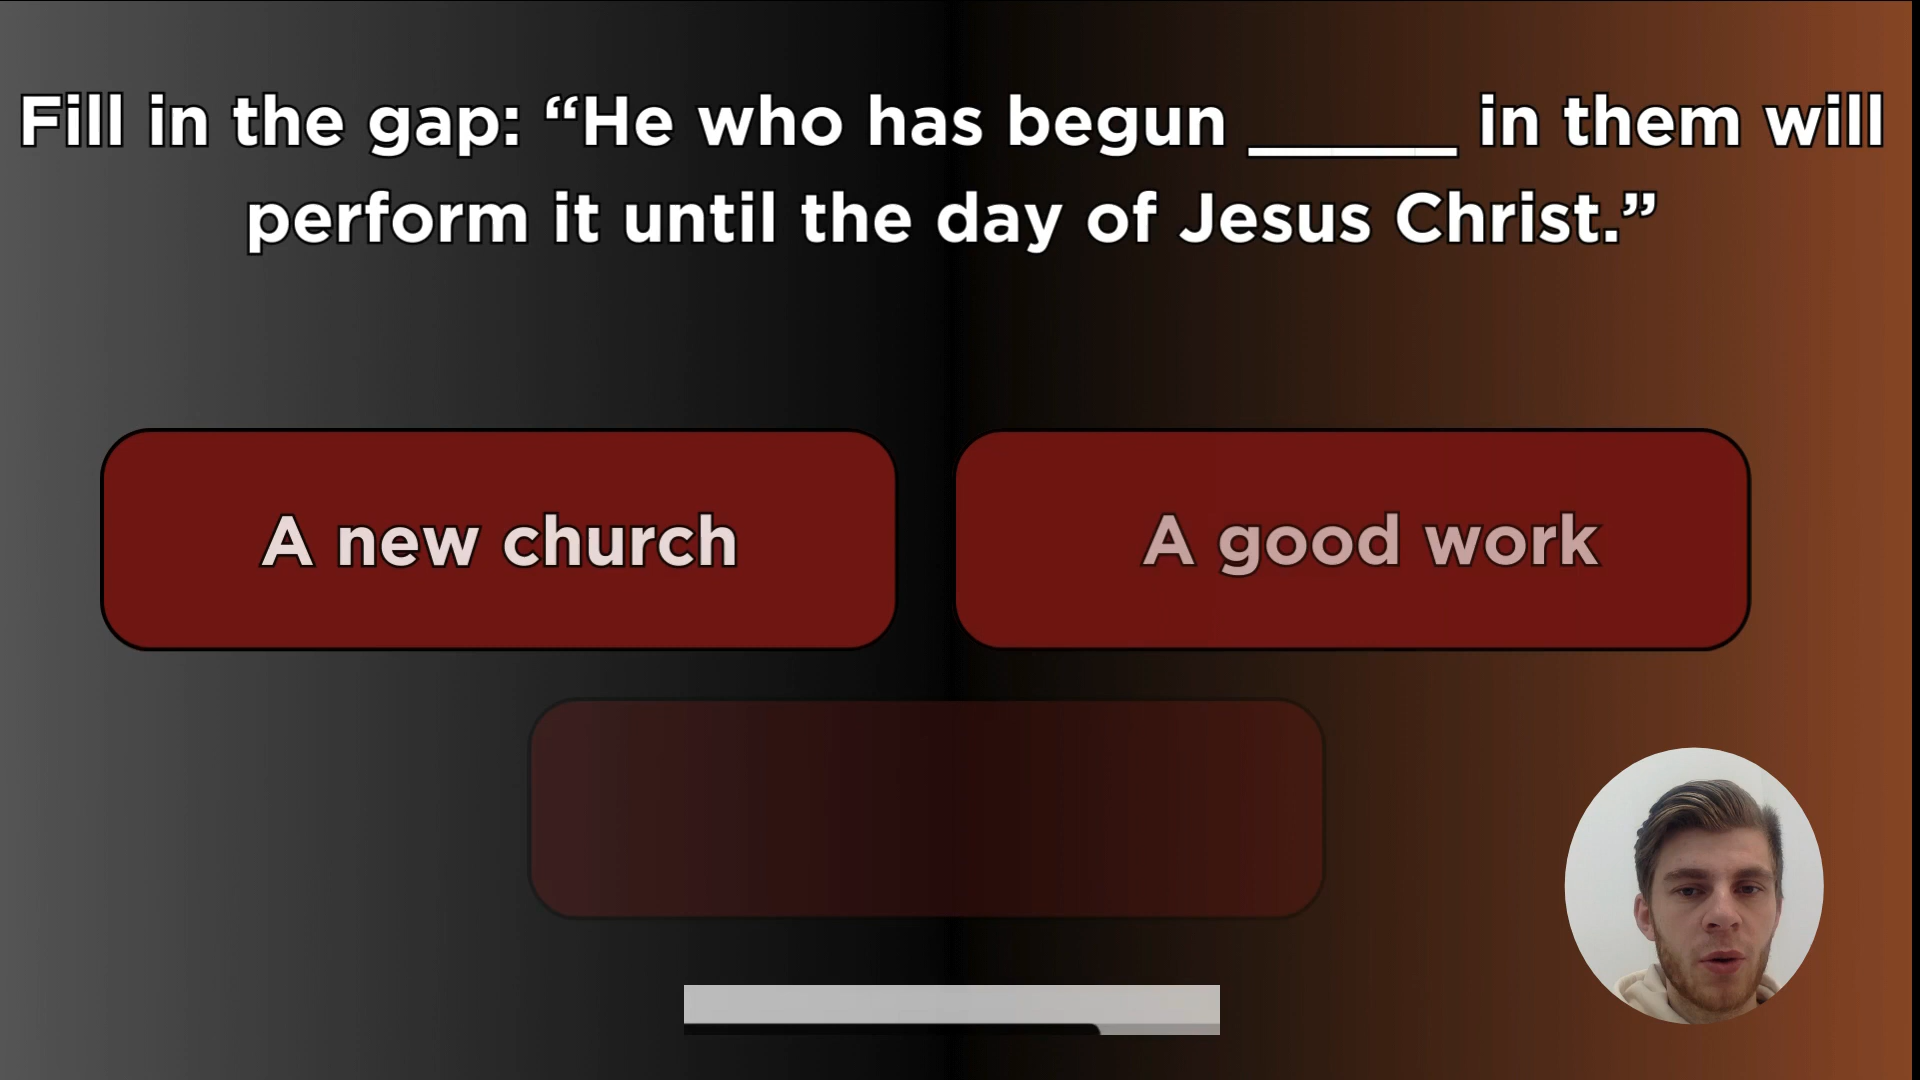 Fill in the gap: “He who has begun _____ in them will
perform it until the day of Jesus Christ.”
A new church
A good work